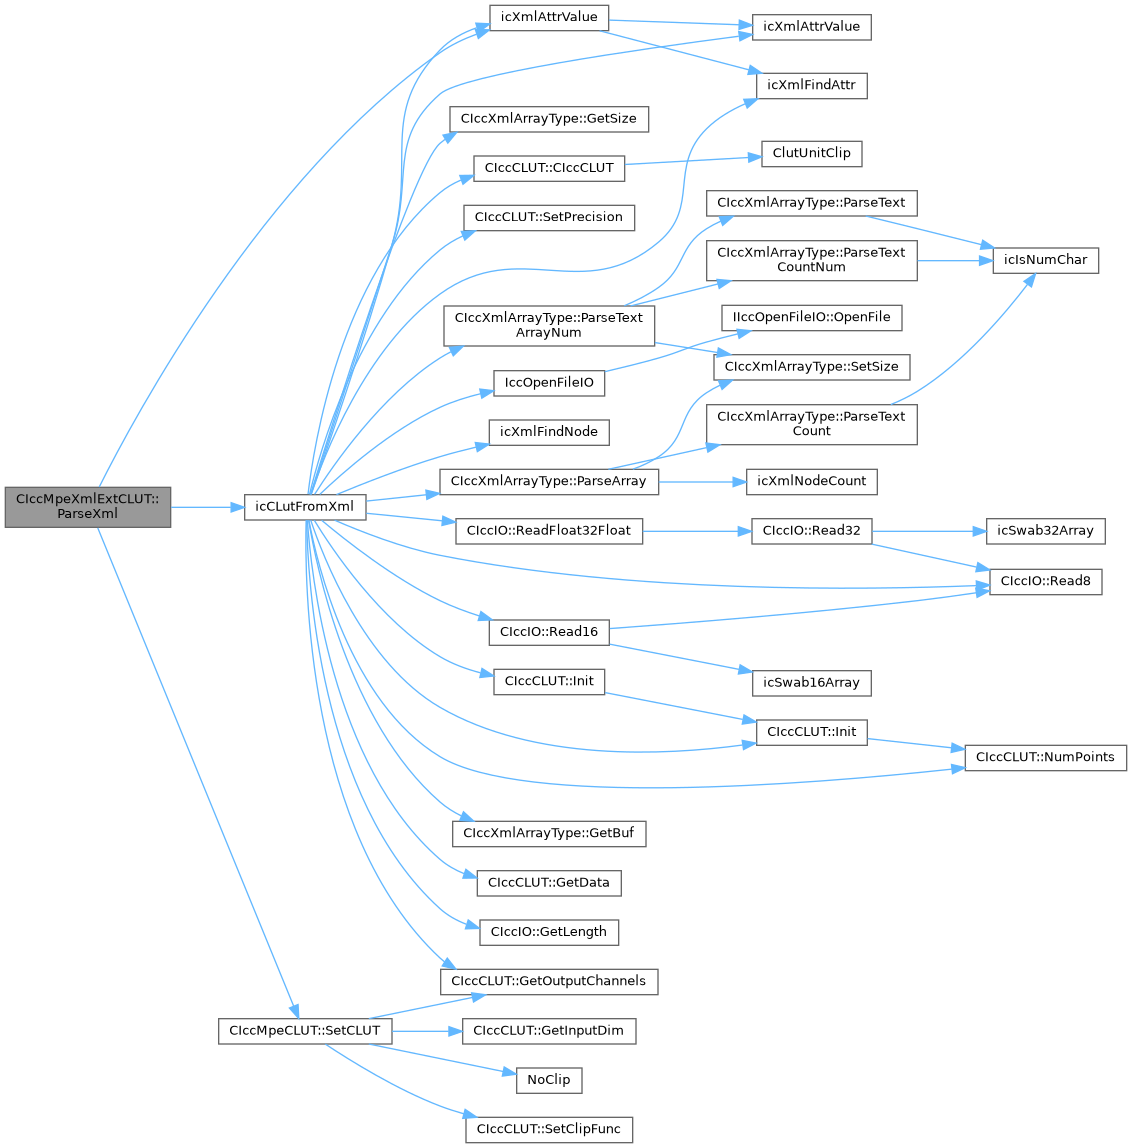 icXmlAttrValue
icXmlAttrValue
icXmlFindAttr
CIccXmlArrayType::GetSize
CIccCLUT::CIccCLUT
ClutUnitClip
CIccCLUT::SetPrecision
CIccXmlArrayType::ParseText
CIccXmlArrayType::ParseText
CountNum
icIsNumChar
CIccXmlArrayType::ParseText
ArrayNum
IIccOpenFileIO::OpenFile
CIccXmlArrayType::SetSize
IccOpenFileIO
CIccXmlArrayType::ParseText
Count
icXmlFindNode
CIccXmlArrayType::ParseArray
icXmlNodeCount
CIccMpeXmlExtCLUT::
ParseXml
icCLutFromXml
CIccIO::ReadFloat32Float
CIccIO::Read32
icSwab32Array
CIccIO::Read8
CIccIO::Read16
CIccCLUT::Init
icSwab16Array
CIccCLUT::Init
CIccCLUT::NumPoints
CIccXmlArrayType::GetBuf
CIccCLUT::GetData
CIccIO::GetLength
CIccCLUT::GetOutputChannels
CIccMpeCLUT::SetCLUT
CIccCLUT::GetInputDim
NoClip
CIccCLUT::SetClipFunc